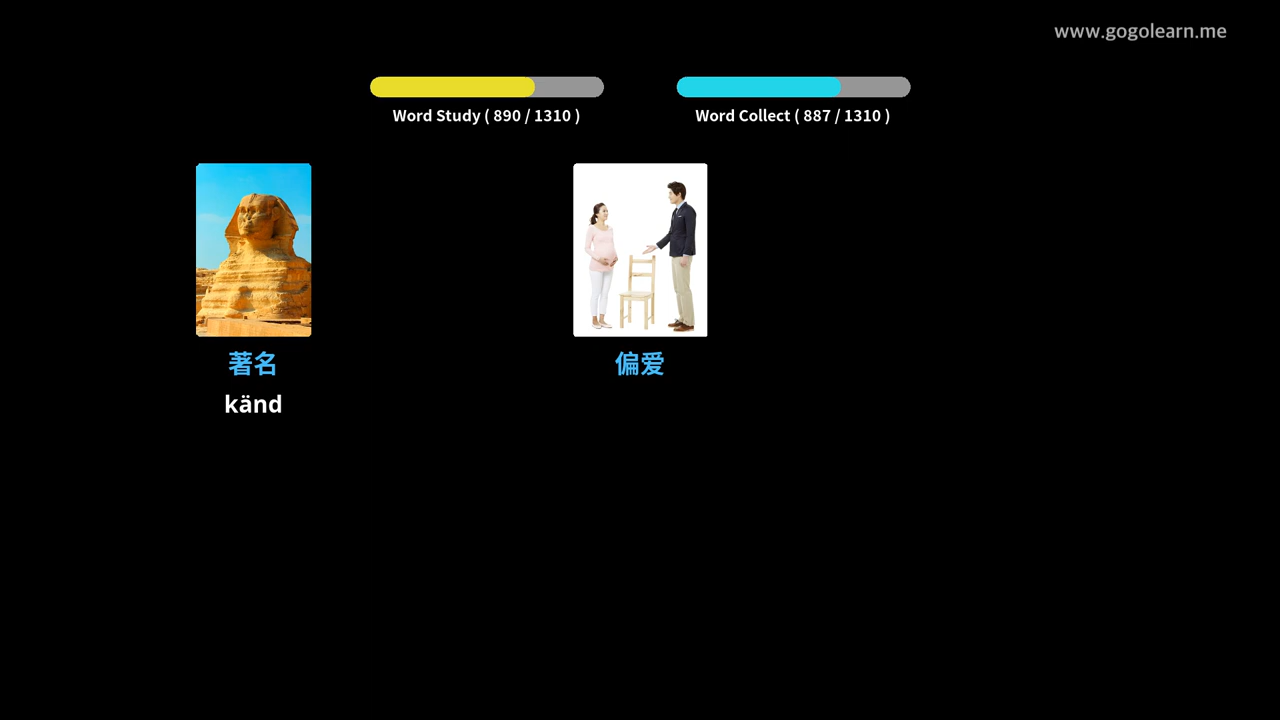 www.gogolearn.me
Word Study ( 890 / 1310 )
Word Collect ( 887 / 1310 )
著名
känd
偏爱